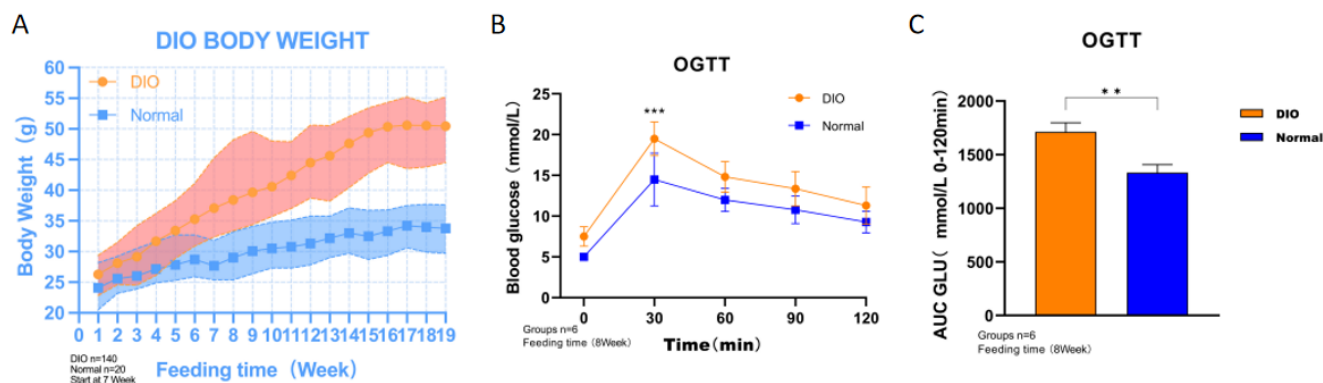 A
DIO BODY WEIGHT
Body Weight (g)
60
55
50
45
40
35
30
25
20
DIO
Normal
0 1 2 3 4 5 6 7 8 9 10 11 12 13 14 15 16 17 18 19
DIO n=140
Normal n=20
Start at 7 Week
Feeding time (Week)
B
OGTT
Blood glucose (mmol/L)
25
20
15
10
5
0
***
DIO
Normal
0 30 60 90 120
Groups n=6
Feeding time (8Week)
Time(min)
C
OGTT
AUC GLU( mmol/L 0-120min)
2000
1500
1000
500
0
**
DIO
Normal
Groups n=6
Feeding time (8Week)